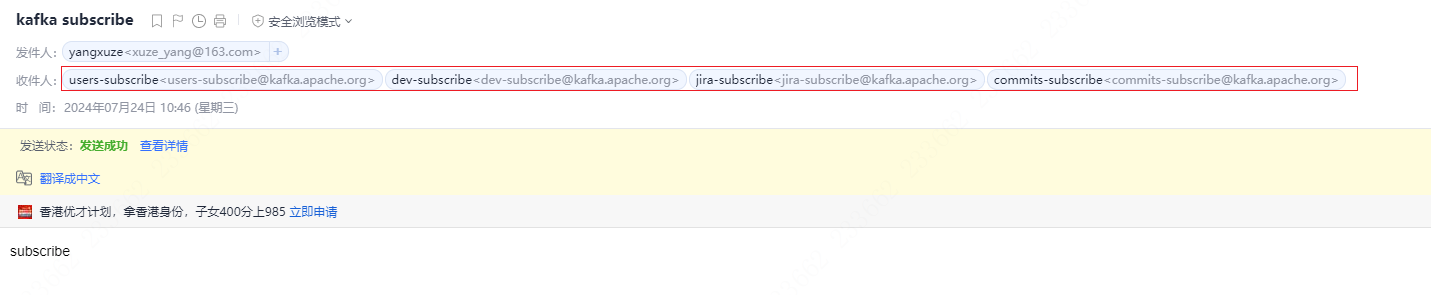 kafka subscribe 安全浏览模式
发件人: yangxuze<xuze_yang@163.com> +
收件人: users-subscribe<users-subscribe@kafka.apache.org> dev-subscribe<dev-subscribe@kafka.apache.org> jira-subscribe<jira-subscribe@kafka.apache.org> commits-subscribe<commits-subscribe@kafka.apache.org>
时 间: 2024年07月24日 10:46 (星期三)
发送状态: 发送成功 查看详情
翻译成中文
香港优才计划，拿香港身份，子女400分上985 立即申请
subscribe